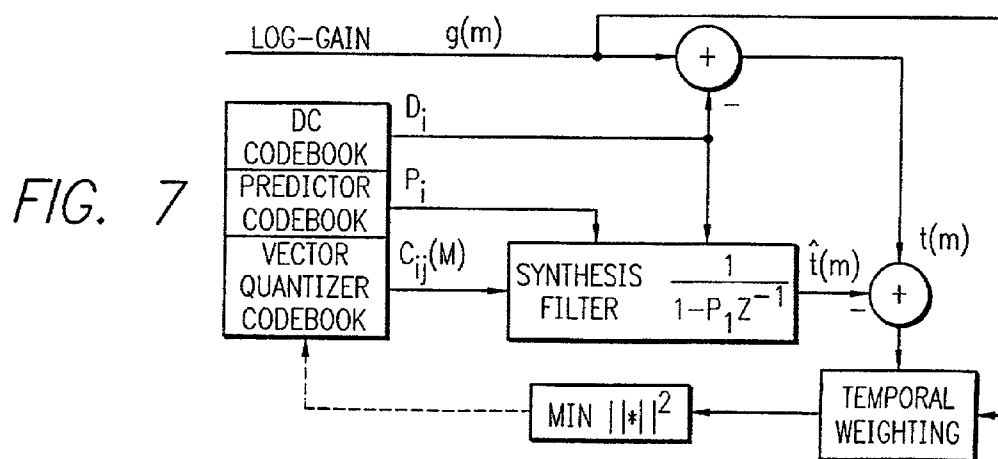 LOG-GAIN g(m)
+
-
DC
CODEBOOK
D_i
PREDICTOR
CODEBOOK
P_i
VECTOR
QUANTIZER
CODEBOOK
C_ij(M)
FIG. 7
SYNTHESIS
FILTER
1
1-P_1Z^-1
t̂(m)
t(m)
+
-
MIN ||*||^2
TEMPORAL
WEIGHTING